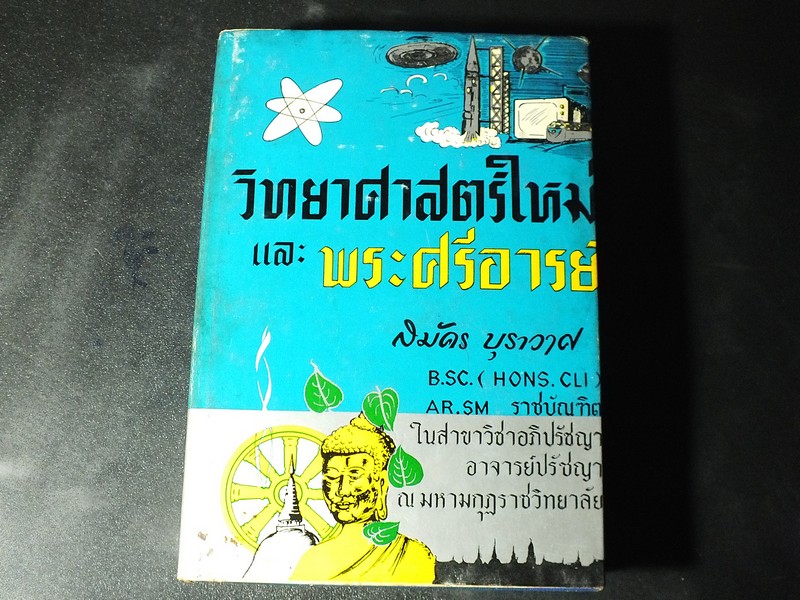 วิทยาศาสตร์ใหม่
และ พระศรีอารย์
สมัคร บุราวาศ
B.SC. ( HONS. CLI )
AR.SM ราชบัณฑิต
ในสาขาวิชาอภิปรัชญา
อาจารย์ปรัชญา
ณ มหามกุฏราชวิทยาลัย